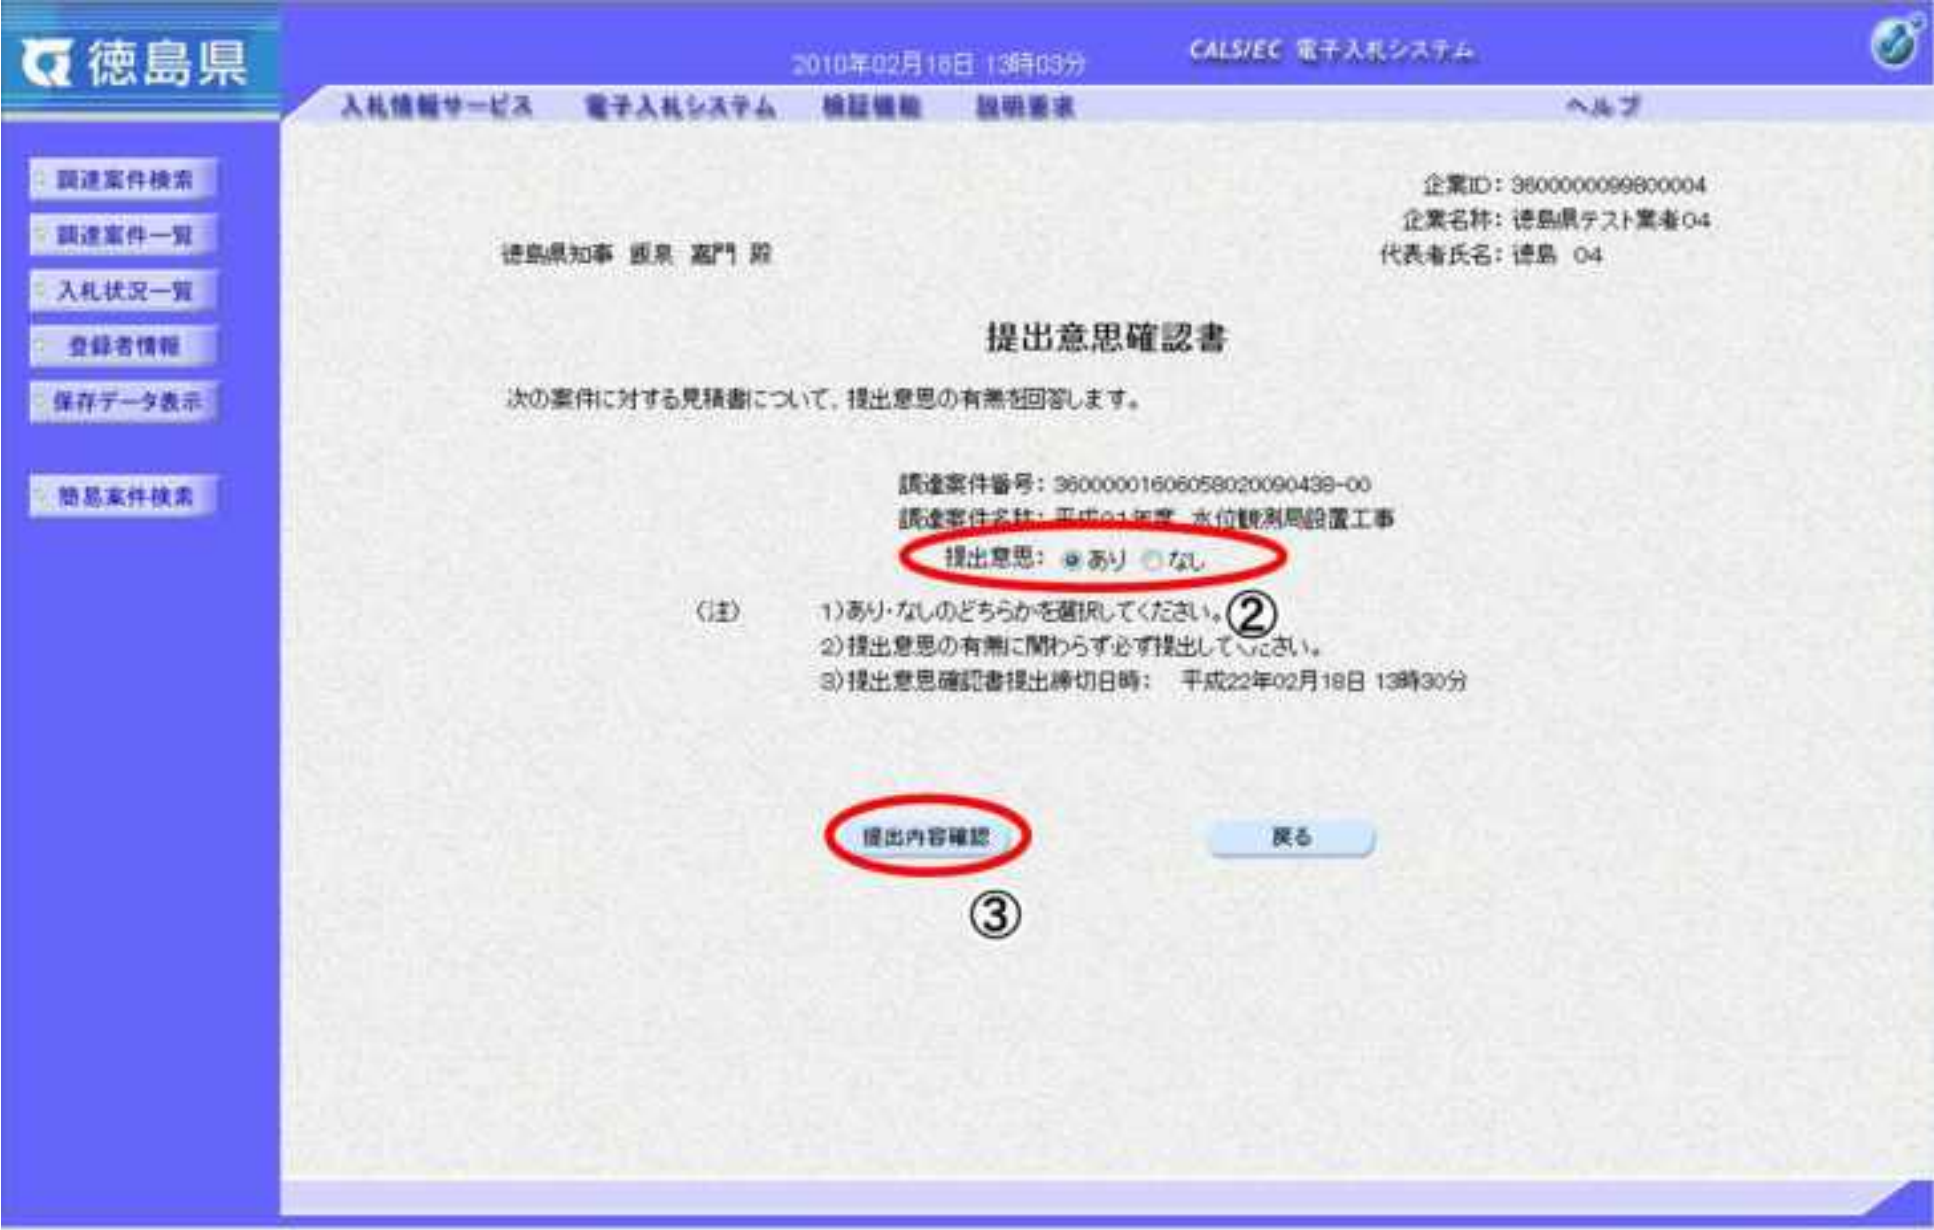 徳島県
2010年02月18日 13時03分
CALS/EC 電子入札システム
入札情報サービス 電子入札システム 検証機能 説明要求 ヘルプ
調達案件検索
調達案件一覧
入札状況一覧
登録者情報
保存データ表示
簡易案件検索
企業ID：3600000099800004
企業名称：徳島県テスト業者04
代表者氏名：徳島 04
徳島県知事 飯泉 嘉門 殿
提出意思確認書
次の案件に対する見積書について、提出意思の有無を回答します。
調達案件番号：3600000160605802009043​8-00
調達案件名称：平成21年度 水位観測局設置工事
提出意思： あり なし
②
〈注〉 1)あり・なしのどちらかを選択してください。
2)提出意思の有無に関わらず必ず提出してください。
3)提出意思確認書提出締切日時： 平成22年02月18日 13時30分
提出内容確認 戻る
③